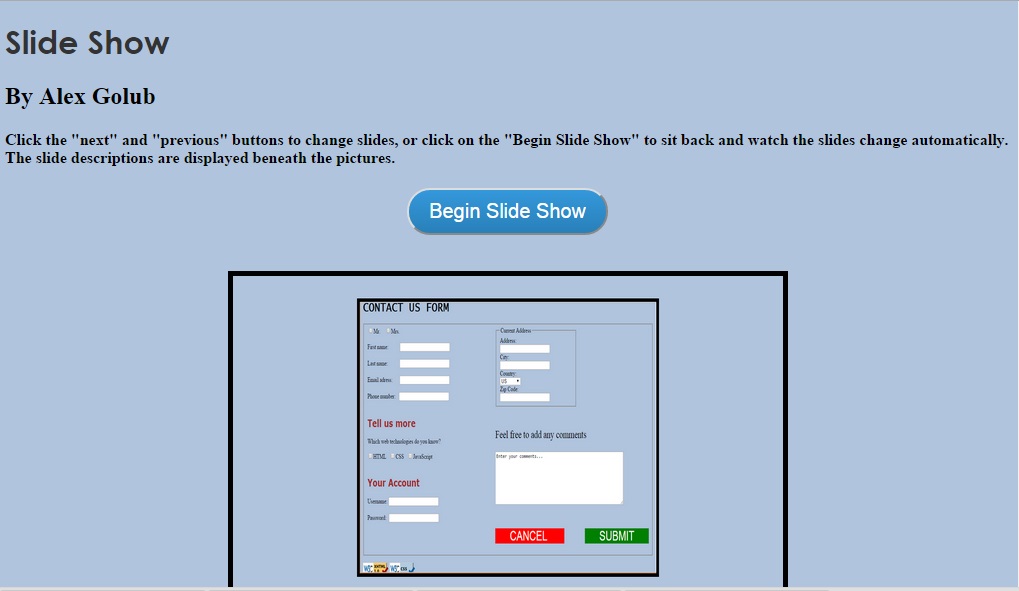 Slide Show
By Alex Golub
Click the "next" and "previous" buttons to change slides, or click on the "Begin Slide Show" to sit back and watch the slides change automatically.
The slide descriptions are displayed beneath the pictures.
Begin Slide Show
CONTACT US FORM
Mr. Mrs.
First name:
Last name:
Email adress:
Phone number:
Current Address
Address:
City:
Country:
US
Zip Code:
Tell us more
Which web technologies do you know?
HTML CSS JavaScript
Your Account
Username:
Password:
Feel free to add any comments
Enter your comments...
CANCEL SUBMIT
W3C W3C CSS